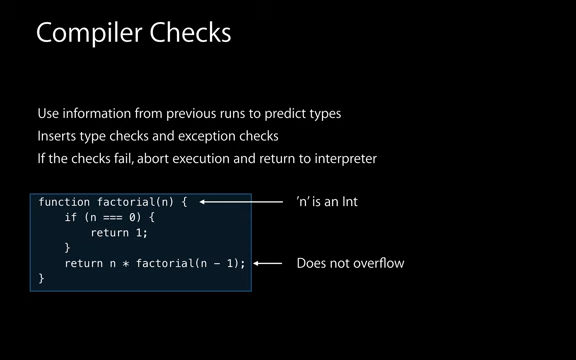 Compiler Checks
Use information from previous runs to predict types
Inserts type checks and exception checks
If the checks fail, abort execution and return to interpreter
function factorial(n) {
    if (n === 0) {
        return 1;
    }
    return n * factorial(n - 1);
}
'n' is an Int
Does not overflow